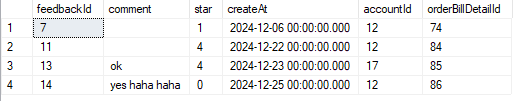 feedbackId comment star createAt accountId orderBillDetailId
1 7 1 2024-12-06 00:00:00.000 12 74
2 11 4 2024-12-22 00:00:00.000 12 84
3 13 ok 4 2024-12-23 00:00:00.000 17 85
4 14 yes haha haha 0 2024-12-25 00:00:00.000 12 86